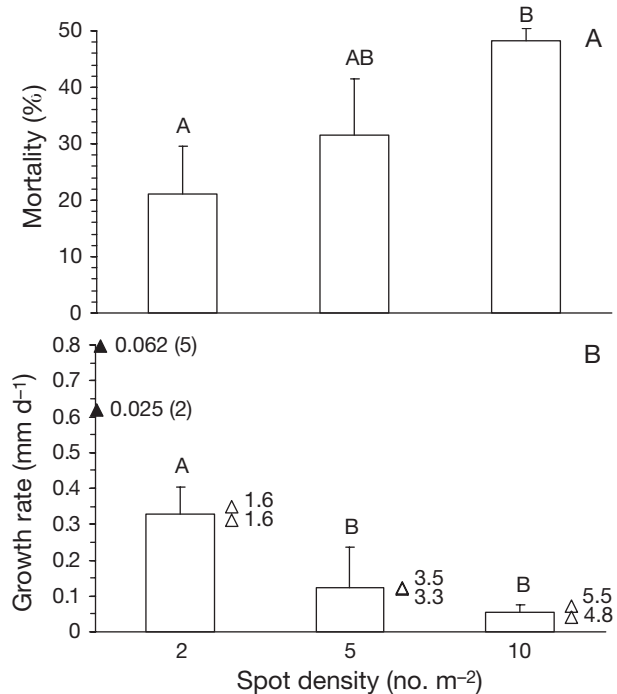 50
40
30
20
10
0
Mortality (%)
A
AB
B
A
0.8
0.7
0.6
0.5
0.4
0.3
0.2
0.1
0
Growth rate (mm d⁻¹)
0.062 (5)
0.025 (2)
B
A
1.6
1.6
B
3.5
3.3
B
5.5
4.8
2 5 10
Spot density (no. m⁻²)